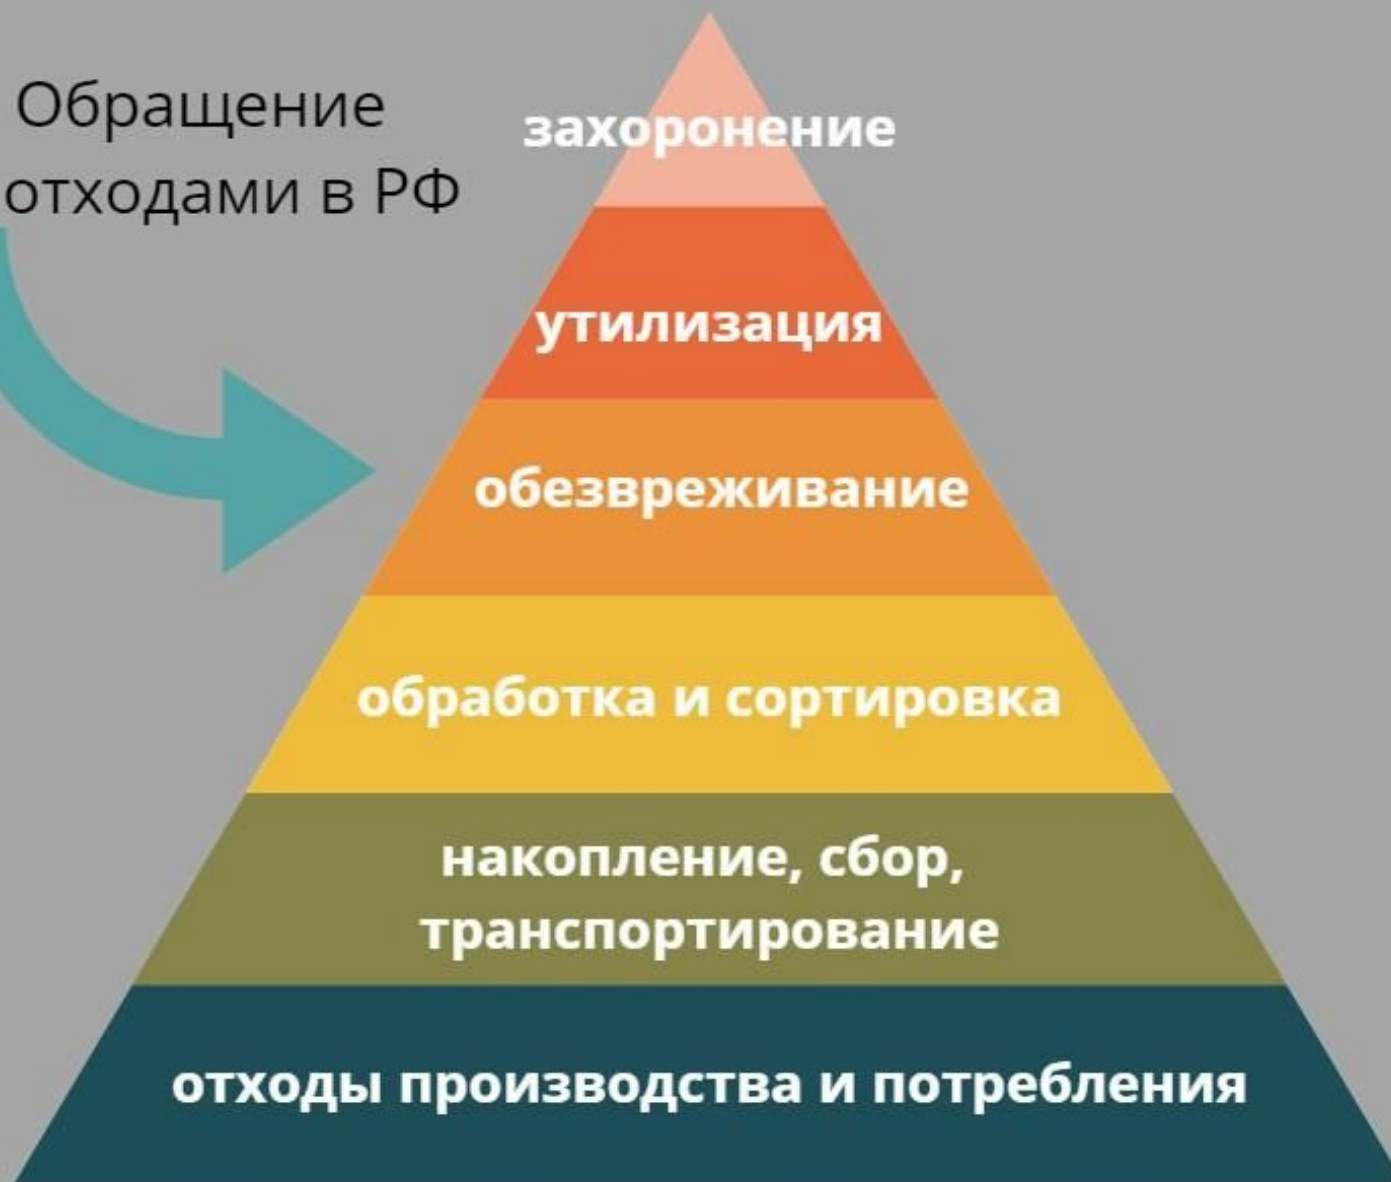 Обращение
отходами в РФ
захоронение
утилизация
обезвреживание
обработка и сортировка
накопление, сбор,
транспортирование
отходы производства и потребления